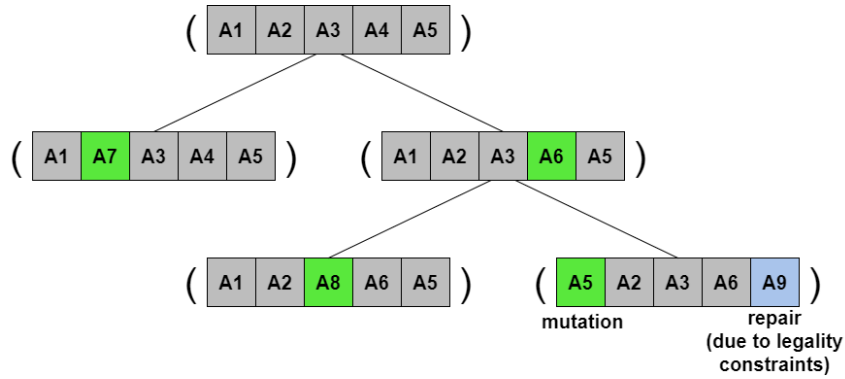 ( A1 A2 A3 A4 A5 )
( A1 A7 A3 A4 A5 )
( A1 A2 A3 A6 A5 )
( A1 A2 A8 A6 A5 )
( A5 A2 A3 A6 A9 )
mutation
repair
(due to legality
constraints)